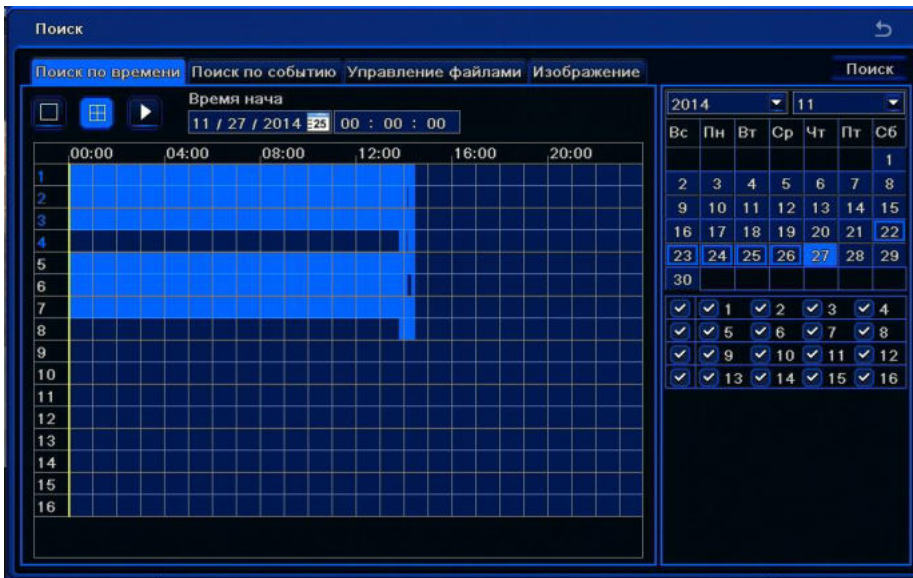 Поиск
Поиск по времени Поиск по событию Управление файлами Изображение
Поиск
Время нача
11 / 27 / 2014 25 00 : 00 : 00
00:00 04:00 08:00 12:00 16:00 20:00
1
2
3
4
5
6
7
8
9
10
11
12
13
14
15
16
2014 11
Вс Пн Вт Ср Чт Пт Сб
1
2 3 4 5 6 7 8
9 10 11 12 13 14 15
16 17 18 19 20 21 22
23 24 25 26 27 28 29
30
1 2 3 4
5 6 7 8
9 10 11 12
13 14 15 16